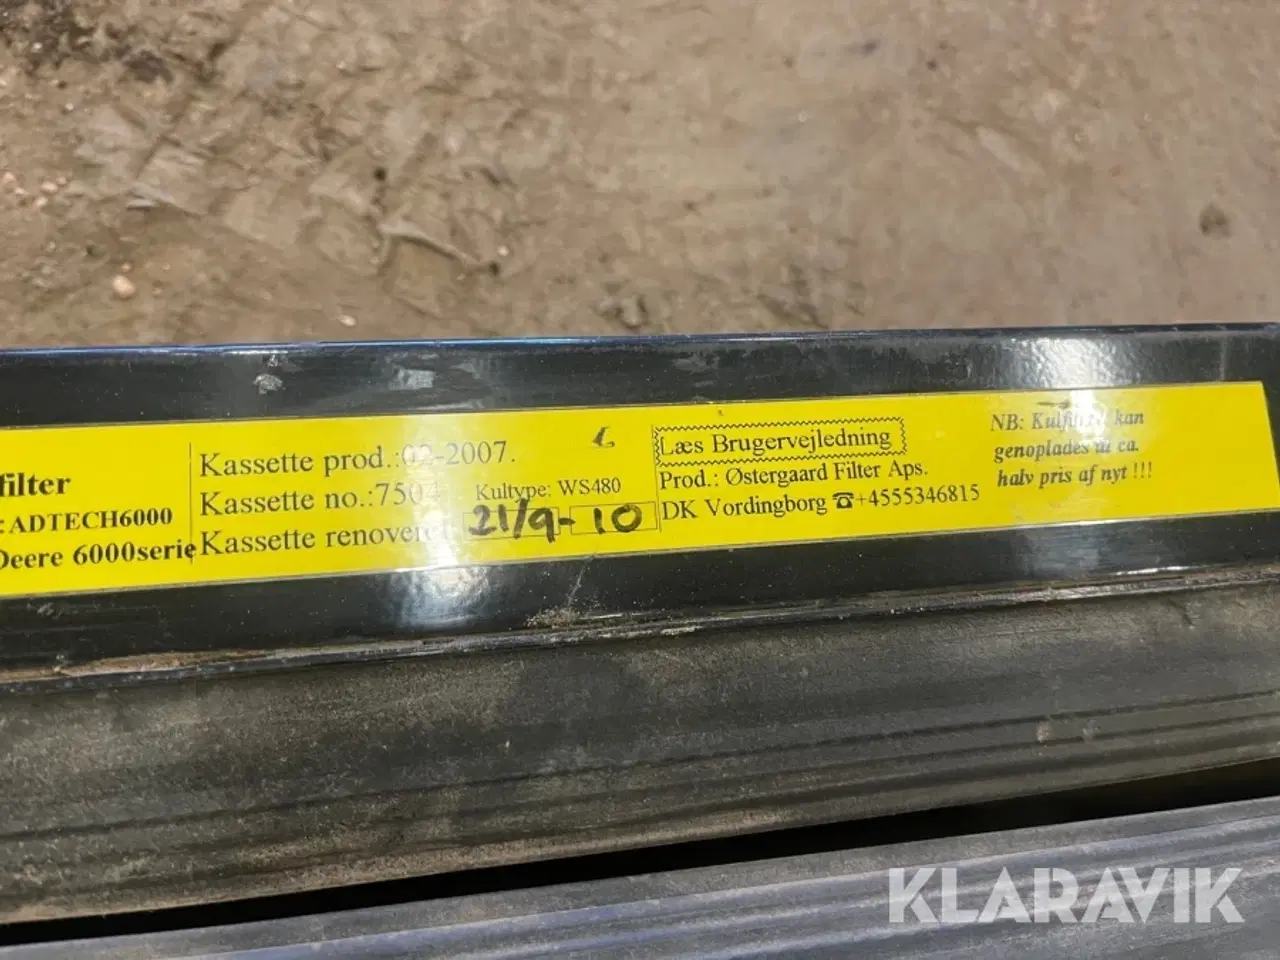 filter
:ADTECH6000
Deere 6000serie
Kassette prod.:02-2007.
Kassette no.:7504
Kultype: WS480
Kassette renoveret
21/9-10
Læs Brugervejledning
Prod.: Østergaard Filter Aps.
DK Vordingborg ☎+4555346815
NB: kan
genoplades til ca.
halv pris af nyt !!!
KLARAVIK